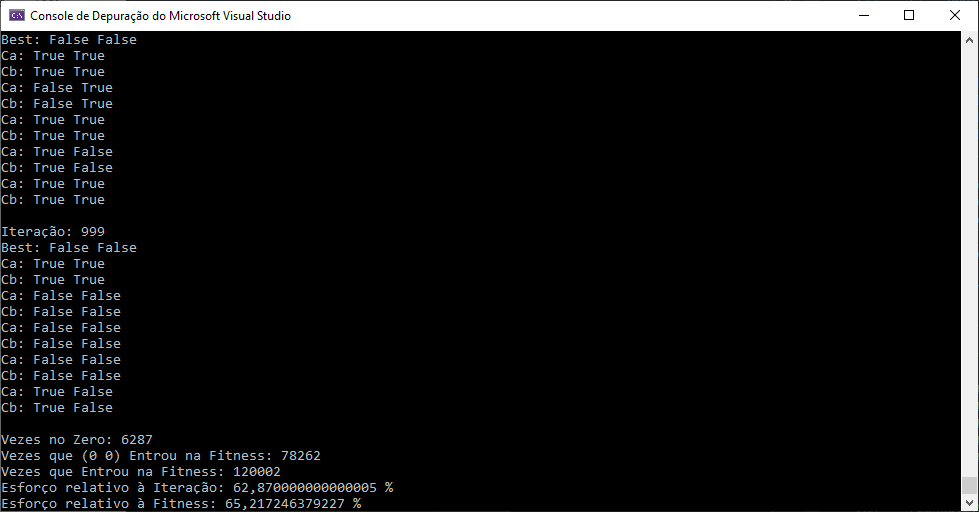 Console de Depuração do Microsoft Visual Studio
Best: False False
Ca: True True
Cb: True True
Ca: False True
Cb: False True
Ca: True True
Cb: True True
Ca: True False
Cb: True False
Ca: True True
Cb: True True
Iteração: 999
Best: False False
Ca: True True
Cb: True True
Ca: False False
Cb: False False
Ca: False False
Cb: False False
Ca: False False
Cb: False False
Ca: True False
Cb: True False
Vezes no Zero: 6287
Vezes que (0 0) Entrou na Fitness: 78262
Vezes que Entrou na Fitness: 120002
Esforço relativo à Iteração: 62,870000000000005 %
Esforço relativo à Fitness: 65,217246379227 %